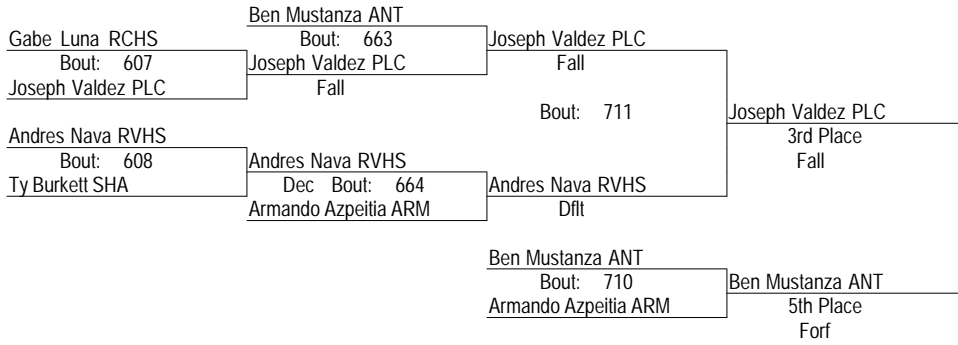 Ben Mustanza ANT
Gabe Luna RCHS
Bout: 663
Joseph Valdez PLC
Bout: 607
Joseph Valdez PLC
Fall
Joseph Valdez PLC
Fall
Bout: 711
Joseph Valdez PLC
Andres Nava RVHS
3rd Place
Bout: 608
Andres Nava RVHS
Fall
Ty Burkett SHA
Dec Bout: 664
Andres Nava RVHS
Armando Azpeitia ARM
Dflt
Ben Mustanza ANT
Bout: 710
Ben Mustanza ANT
Armando Azpeitia ARM
5th Place
Forf